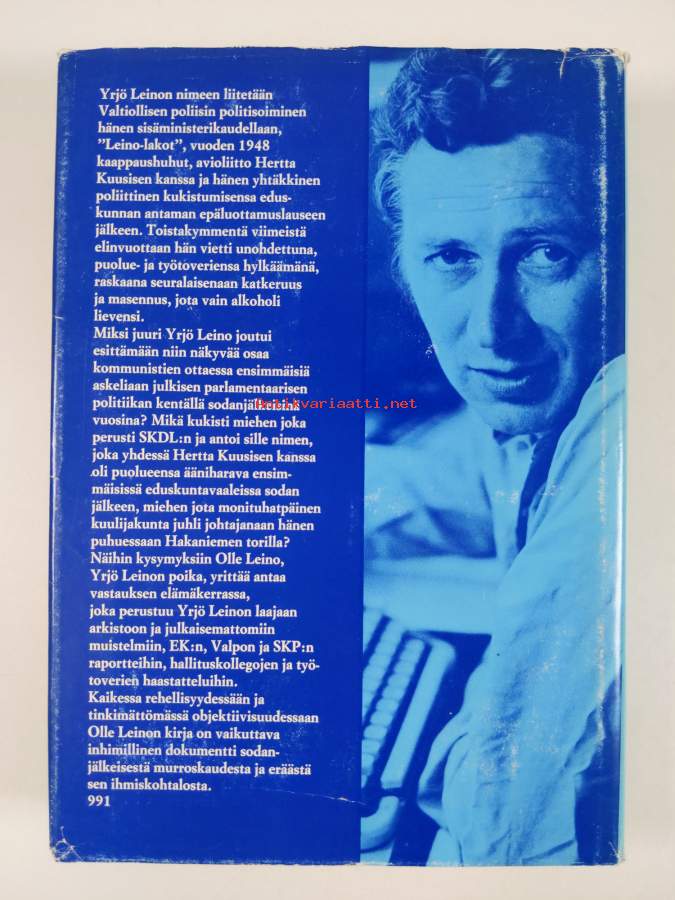 Yrjö Leinon nimeen liitetään
Valtiollisen poliisin politisoiminen
hänen sisäministerikaudellaan,
”Leino-lakot”, vuoden 1948
kaappaushuhut, avioliitto Hertta
Kuusisen kanssa ja hänen yhtäkkinen
poliittinen kukistumisensa edus-
kunnan antaman epäluottamuslauseen
jälkeen. Toistakymmentä viimeistä
elinvuottaan hän vietti unohdettuna,
puolue- ja työtoveriensa hylkäämänä,
raskaana seuralaisenaan katkeruus
ja masennus, jota vain alkoholi
lievensi.
Miksi juuri Yrjö Leino joutui
esittämään niin näkyvää osaa
kommunistien ottaessa ensimmäisiä
askeliaan julkisen parlamentaarisen
politiikan kentällä
Antikvariaatti.net
vuosina? Mikä kukisti miehen joka
perusti SKDL:n ja antoi sille nimen,
joka yhdessä Hertta Kuusisen kanssa
oli puolueensa ääniharava ensim-
mäisissä eduskuntavaaleissa sodan
jälkeen, miehen jota monituhatpäinen
kuulijakunta juhli johtajanaan hänen
puhuessaan Hakaniemen torilla?
Näihin kysymyksiin Olle Leino,
Yrjö Leinon poika, yrittää antaa
vastauksen elämäkerrassa,
joka perustuu Yrjö Leinon laajaan
arkistoon ja julkaisemattomiin
muistelmiin, EK:n, Valpon ja SKP:n
raportteihin, hallituskollegojen ja työ-
toverien haastatteluihin.
Kaikessa rehellisyydessään ja
tinkimättömässä objektiivisuudessaan
Olle Leinon kirja on vaikuttava
inhimillinen dokumentti sodan-
jälkeisestä murroskaudesta ja eräästä
sen ihmiskohtalosta.
991